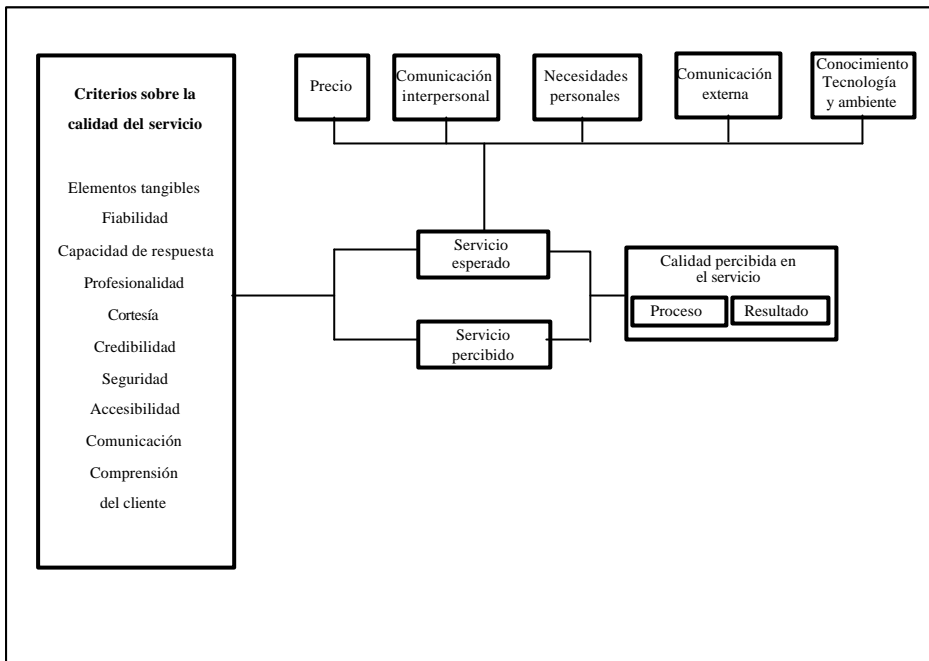 Criterios sobre la
calidad del servicio
Elementos tangibles
Fiabilidad
Capacidad de respuesta
Profesionalidad
Cortesía
Credibilidad
Seguridad
Accesibilidad
Comunicación
Comprensión
del cliente
Precio
Comunicación
interpersonal
Necesidades
personales
Comunicación
externa
Conocimiento
Tecnología
y ambiente
Servicio
esperado
Servicio
percibido
Calidad percibida en
el servicio
Proceso
Resultado